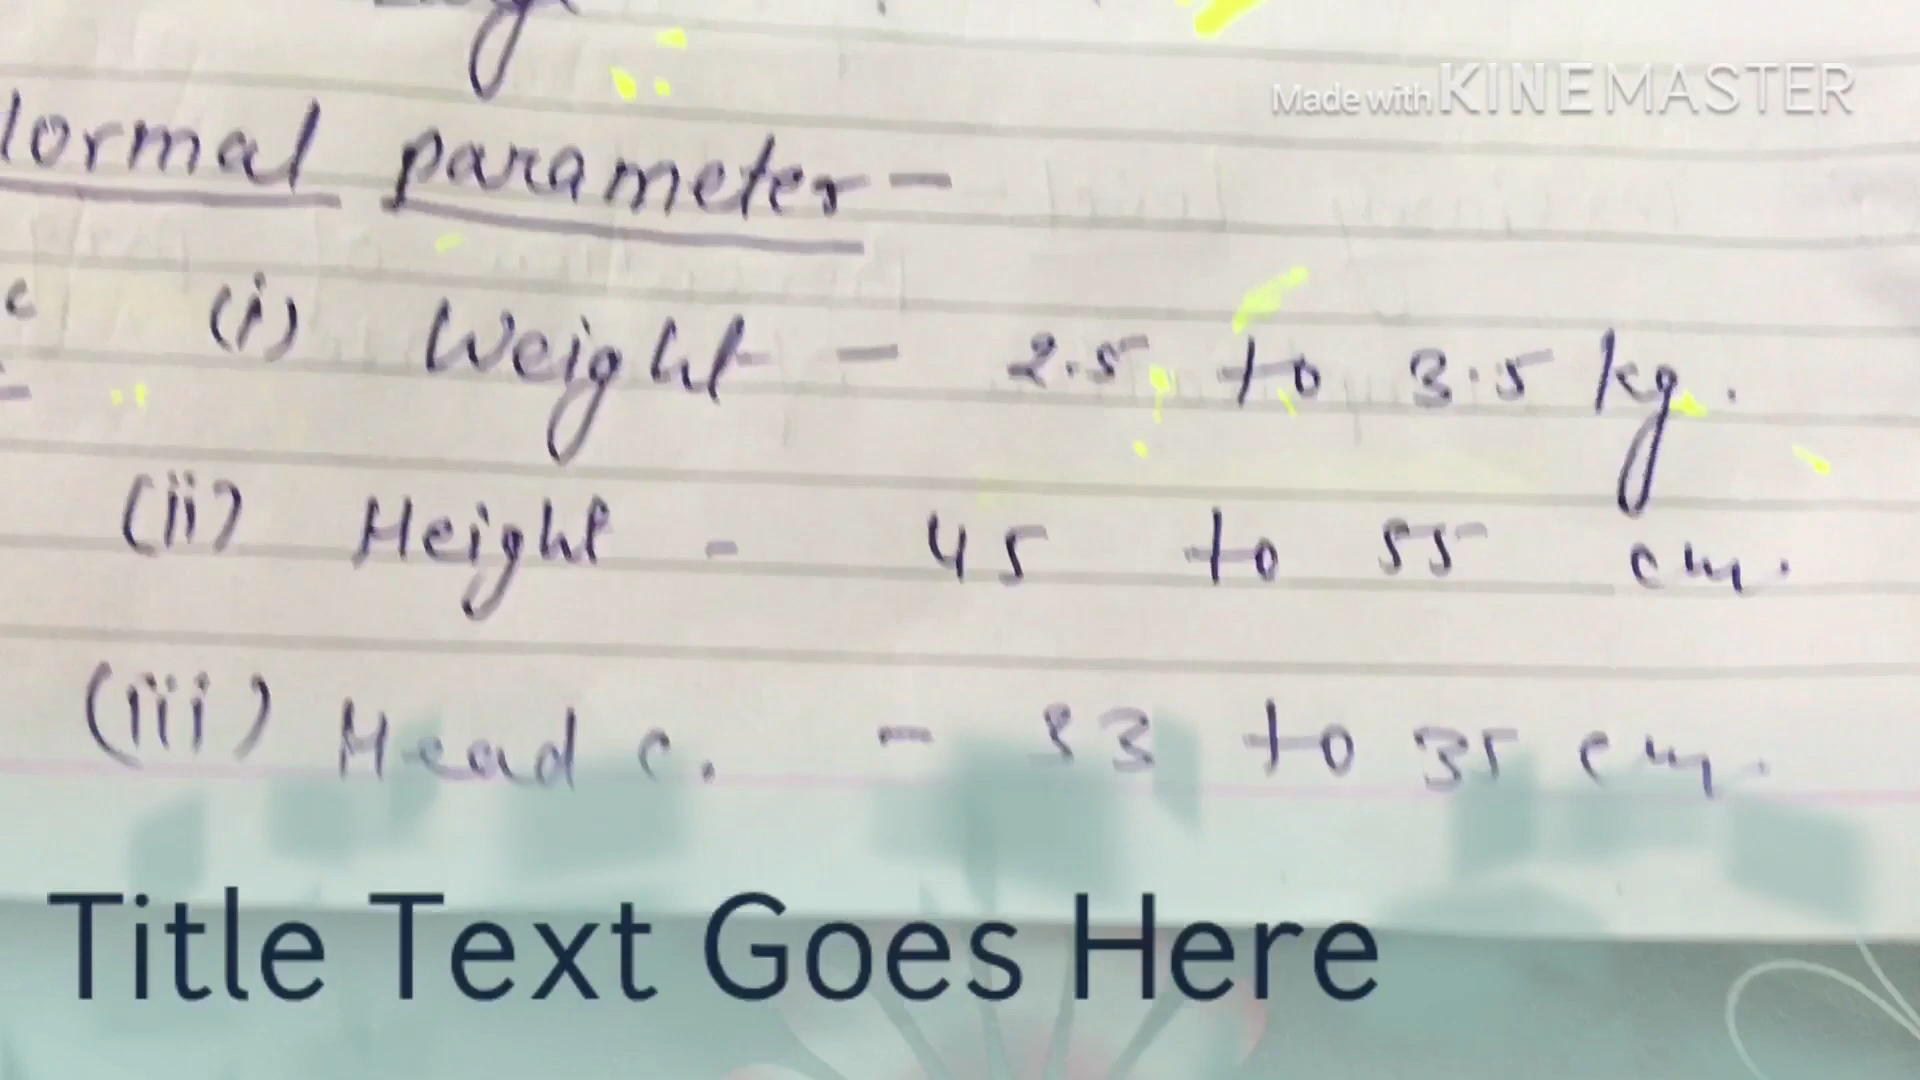 Made with KINEMASTER
lormal parameter -
(i) Weight - 2.5 to 3.5 kg.
(ii) Height - 45 to 55 cm.
(iii) Head c. - 33 to 35 cm.
Title Text Goes Here